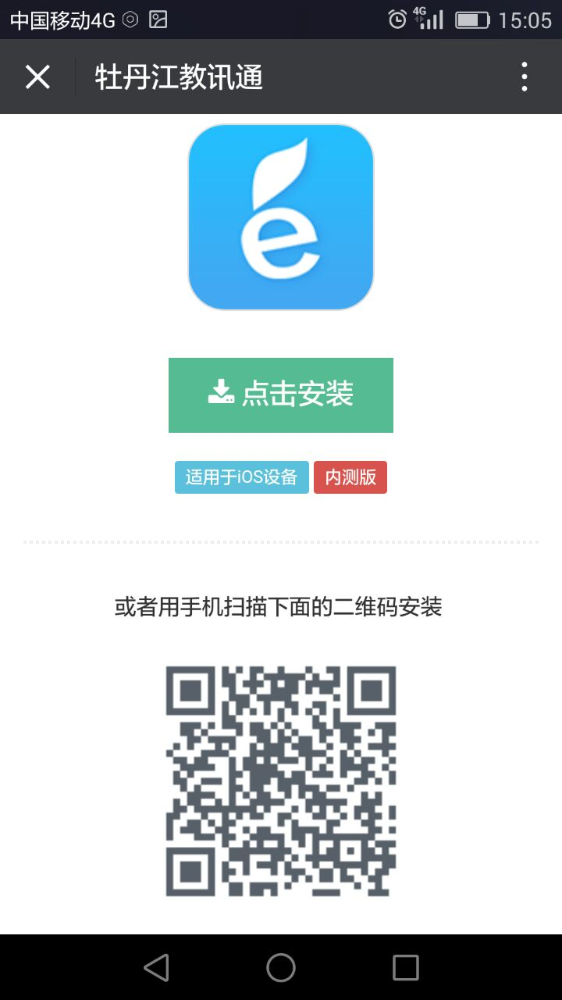 中国移动4G 4G 15:05
牡丹江教讯通
e
点击安装
适用于iOS设备 内测版
或者用手机扫描下面的二维码安装